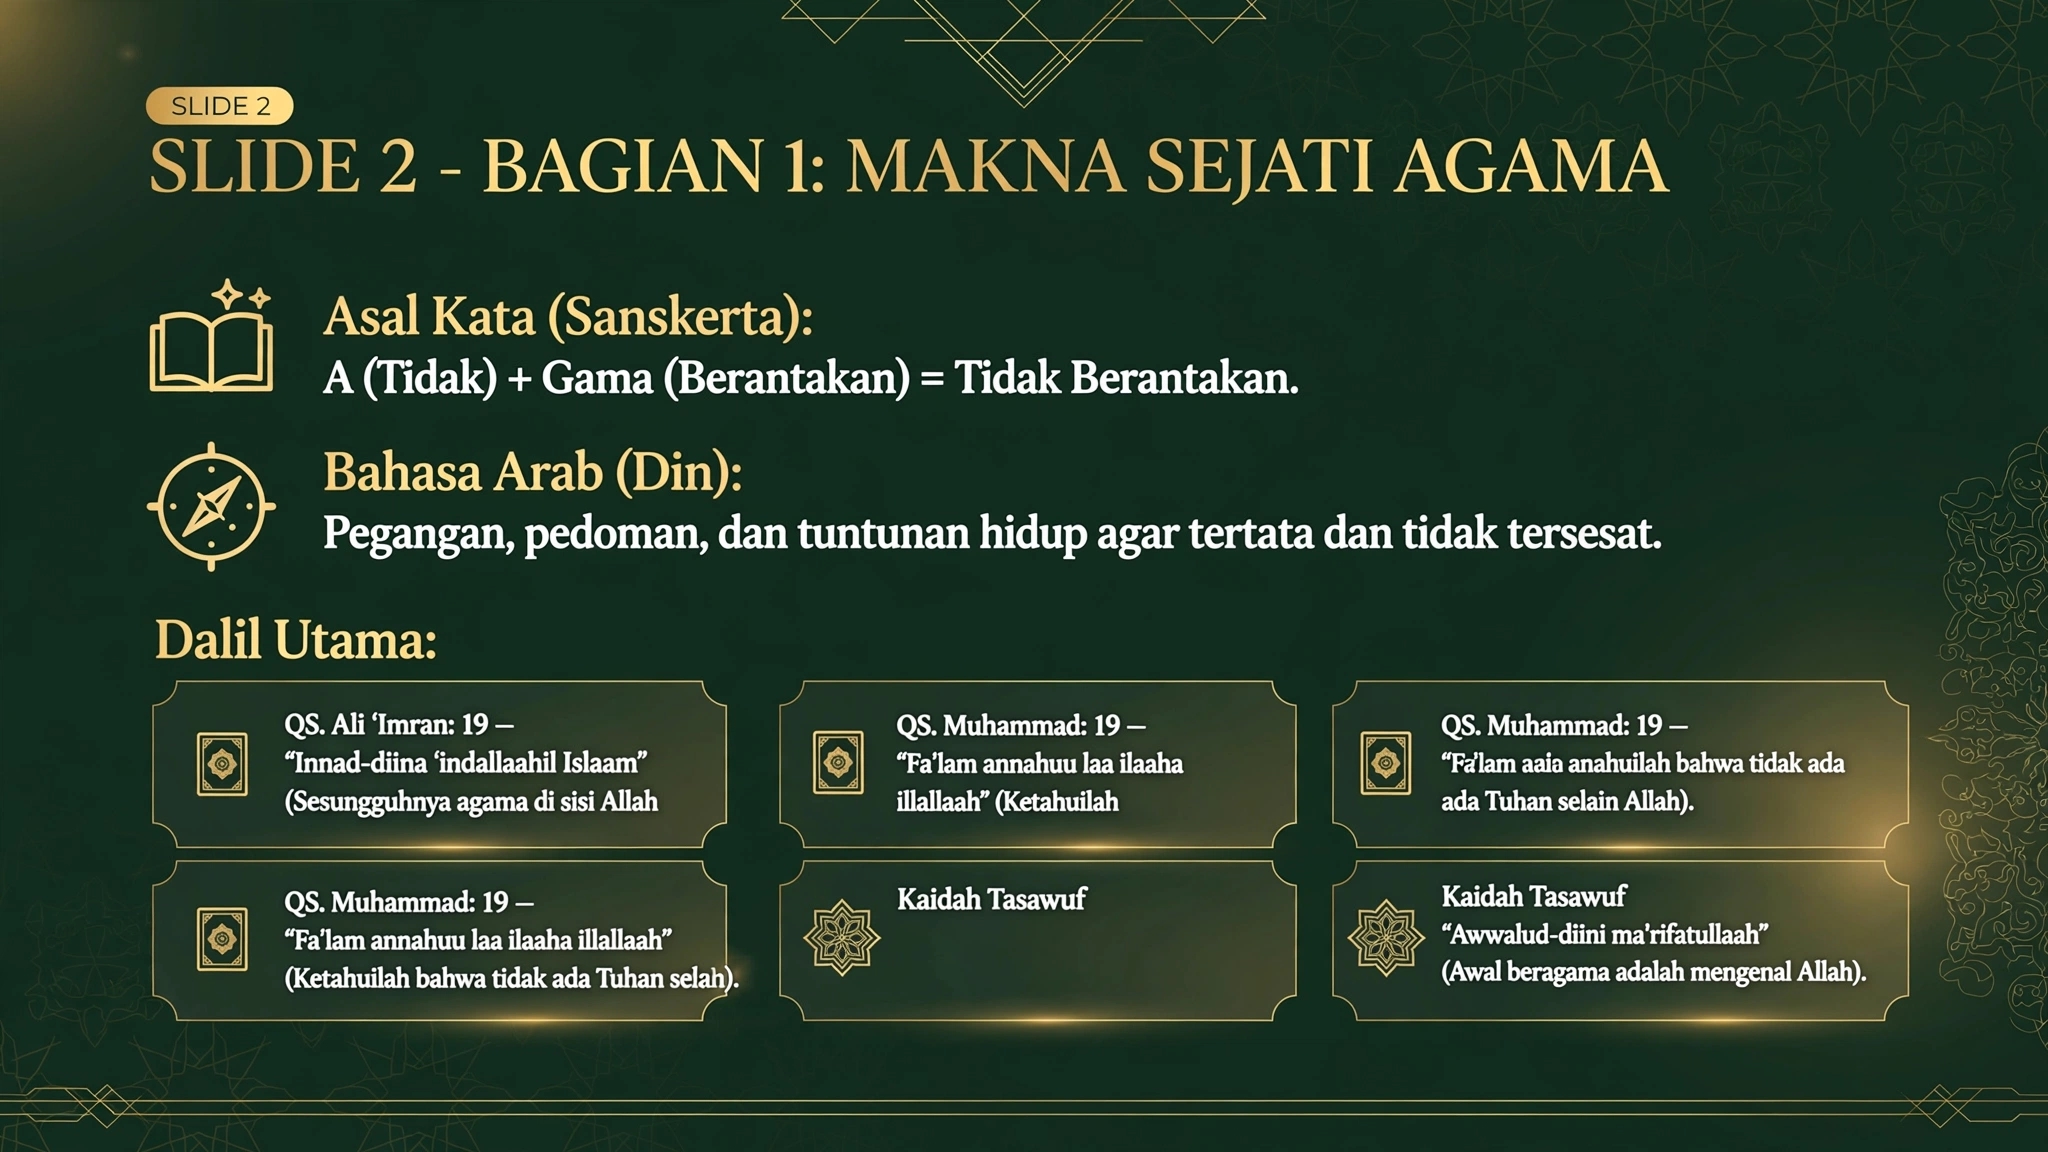 SLIDE 2
SLIDE 2 - BAGIAN 1: MAKNA SEJATI AGAMA
Asal Kata (Sanskerta):
A (Tidak) + Gama (Berantakan) = Tidak Berantakan.
Bahasa Arab (Din):
Pegangan, pedoman, dan tuntunan hidup agar tertata dan tidak tersesat.
Dalil Utama:
QS. Ali ‘Imran: 19 –
“Innad-diina ‘indallaahil Islaam”
(Sesungguhnya agama di sisi Allah
QS. Muhammad: 19 –
“Fa’lam annahuu laa ilaaha
illallaah” (Ketahuilah
QS. Muhammad: 19 –
“Fa’lam aaia anahuilah bahwa tidak ada
ada Tuhan selain Allah).
QS. Muhammad: 19 –
“Fa’lam annahuu laa ilaaha illallaah”
(Ketahuilah bahwa tidak ada Tuhan selah).
Kaidah Tasawuf
Kaidah Tasawuf
“Awwalud-diini ma’rifatullaah”
(Awal beragama adalah mengenal Allah).